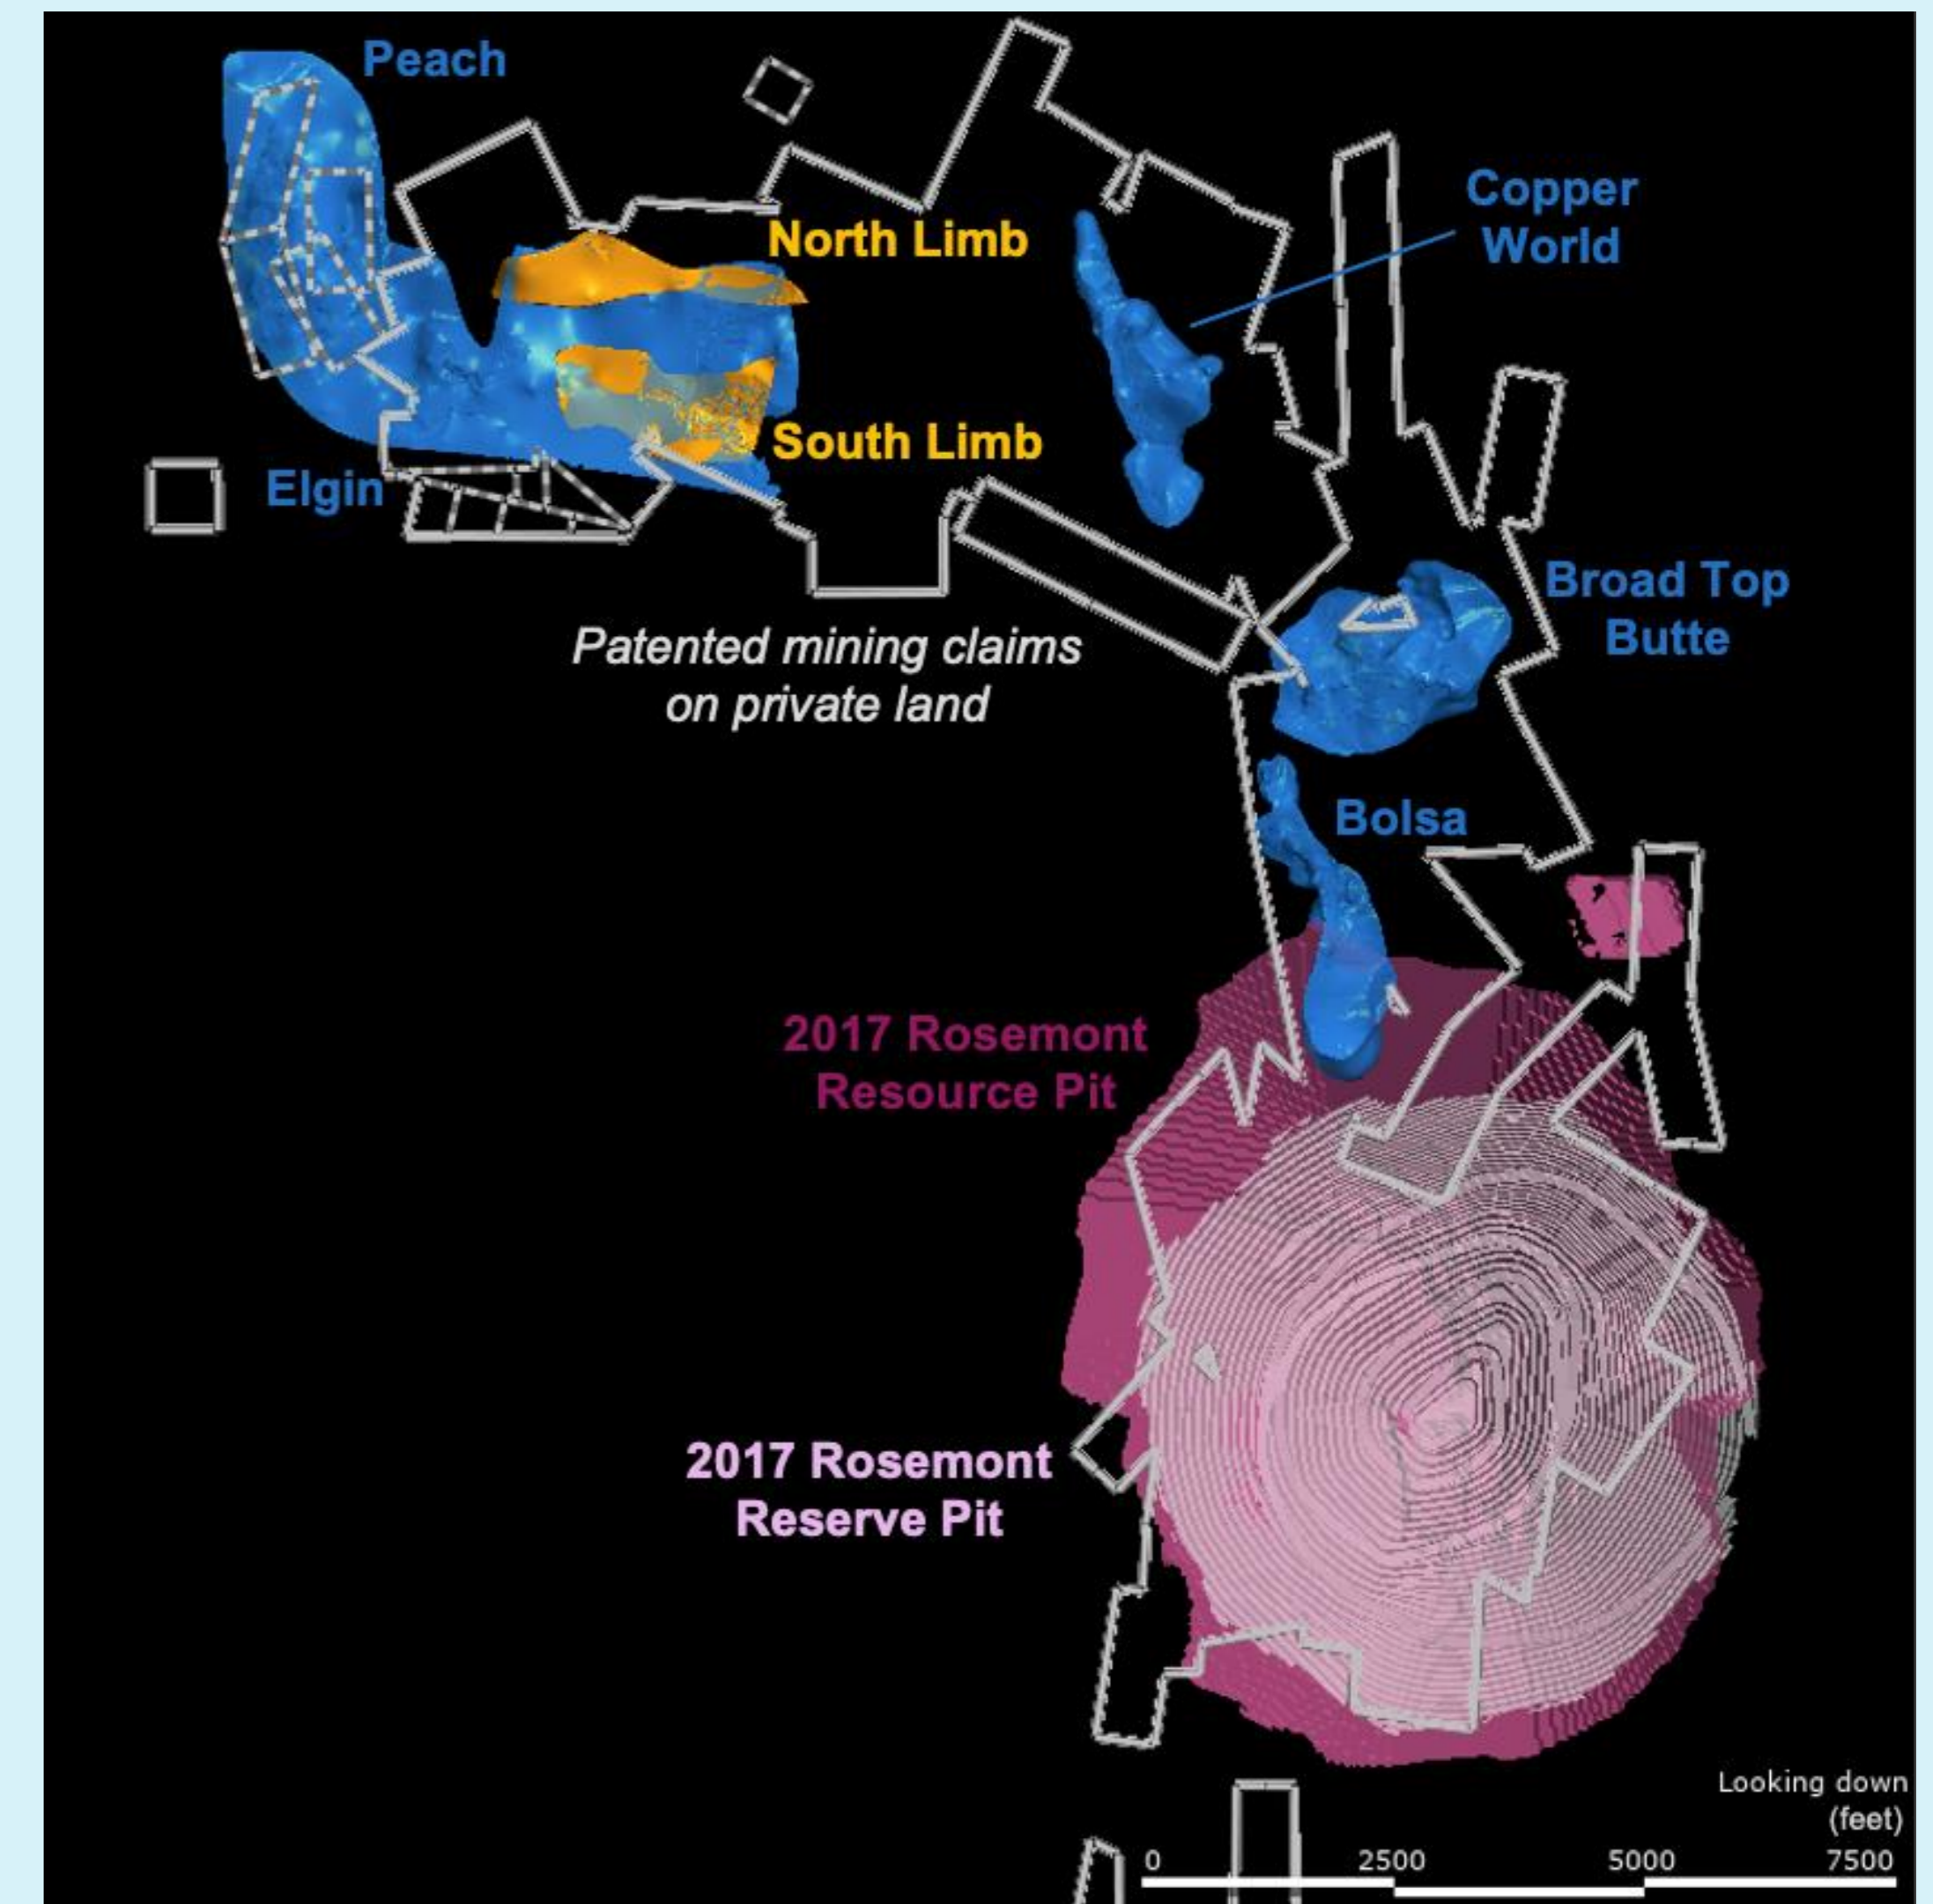 Peach
Copper
World
North Limb
South Limb
Elgin
Broad Top
Butte
Patented mining claims
on private land
Bolsa
2017 Rosemont
Resource Pit
2017 Rosemont
Reserve Pit
Looking down
(feet)
0 2500 5000 7500